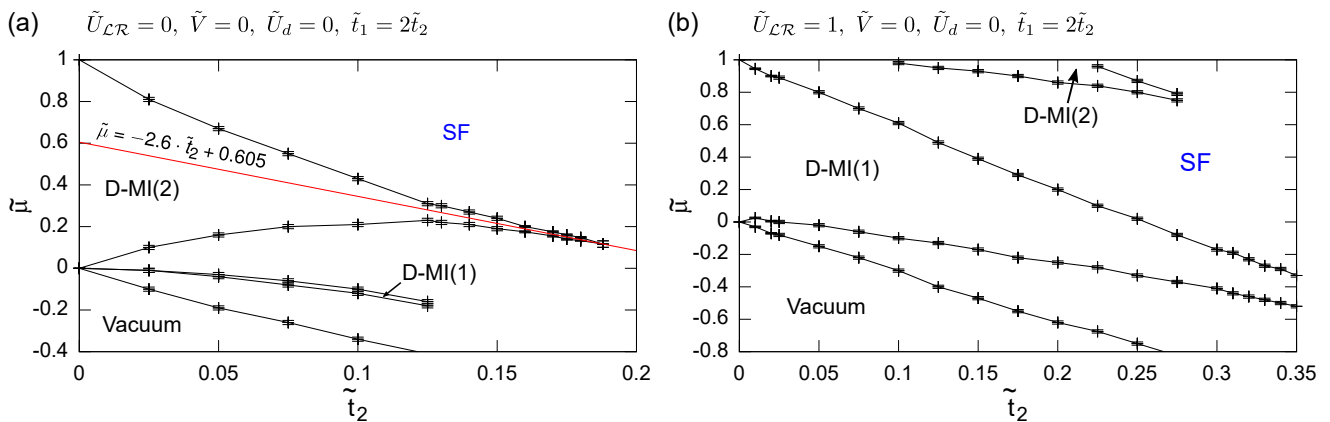 (a) Ũ_ℒℛ = 0, Ṽ = 0, Ũ_d = 0, t̃_1 = 2t̃_2
1
0.8
0.6
0.4
0.2
0
-0.2
-0.4
μ̃
SF
μ̃ = −2.6 · t̃_2 + 0.605
D-MI(2)
D-MI(1)
Vacuum
0 0.05 0.1 0.15 0.2
t̃_2
(b) Ũ_ℒℛ = 1, Ṽ = 0, Ũ_d = 0, t̃_1 = 2t̃_2
1
0.8
0.6
0.4
0.2
0
-0.2
-0.4
-0.6
-0.8
μ̃
D-MI(2)
D-MI(1)
SF
Vacuum
0 0.05 0.1 0.15 0.2 0.25 0.3 0.35
t̃_2